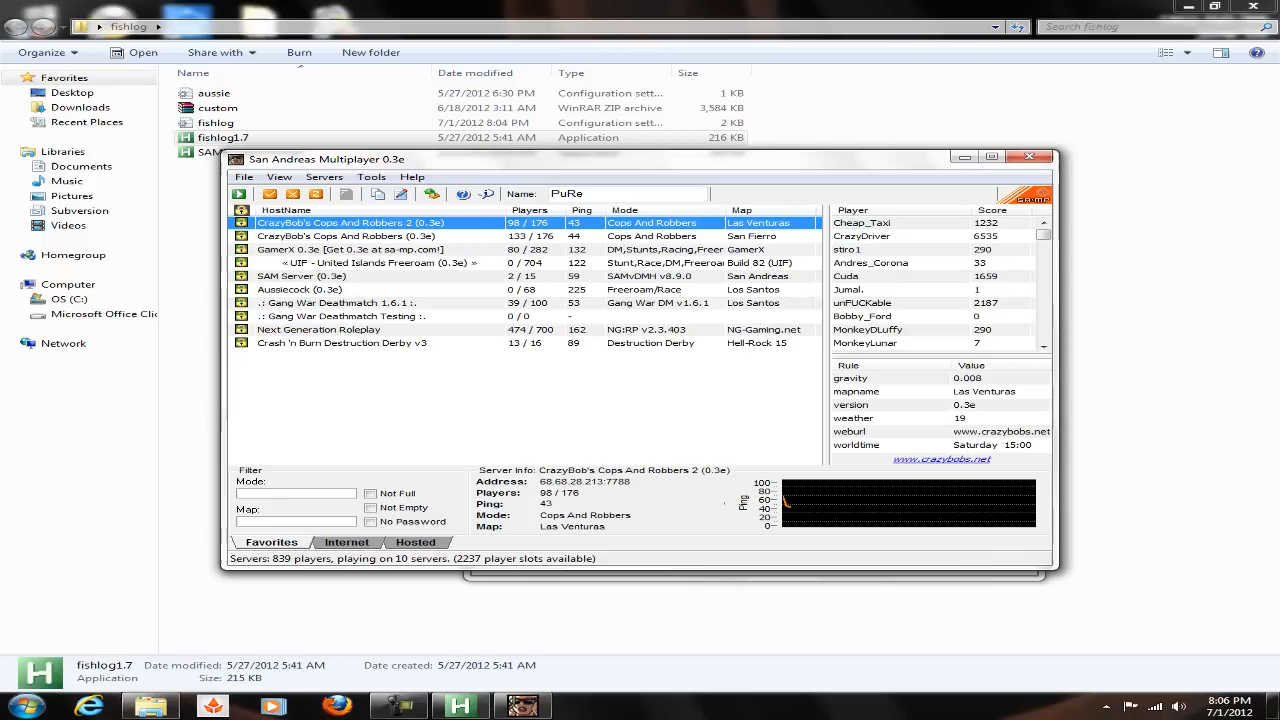 fishlog
Search fishlog
Organize Open Share with Burn New folder
Name Date modified Type Size
Favorites
Desktop
Downloads
Recent Places
Libraries
Documents
Music
Pictures
Subversion
Videos
Homegroup
Computer
OS (C:)
Microsoft Office Clic
Network
aussie 5/27/2012 6:30 PM Configuration sett... 1 KB
custom 6/18/2012 3:11 AM WinRAR ZIP archive 3,584 KB
fishlog 7/1/2012 8:04 PM Configuration sett... 2 KB
fishlog1.7 5/27/2012 5:41 AM Application 216 KB
SAM
San Andreas Multiplayer 0.3e
File View Servers Tools Help
Name: PuRe
HostName Players Ping Mode Map
CrazyBob's Cops And Robbers 2 (0.3e) 98 / 176 43 Cops And Robbers Las Venturas
CrazyBob's Cops And Robbers (0.3e) 133 / 176 44 Cops And Robbers San Fierro
GamerX 0.3e [Get 0.3e at sa-mp.com!] 80 / 282 132 DM,Stunts,Racing,Freer GamerX
« UIF - United Islands Freeroam (0.3e) » 0 / 704 122 Stunt,Race,DM,Freeroam Build 82 (UIF)
SAM Server (0.3e) 2 / 15 59 SAMvDMH v8.9.0 San Andreas
Aussiecock (0.3e) 0 / 68 225 Freeroam/Race Los Santos
.: Gang War Deathmatch 1.6.1 :. 39 / 100 53 Gang War DM v1.6.1 Los Santos
.: Gang War Deathmatch Testing :. 0 / 0 -
Next Generation Roleplay 474 / 700 162 NG:RP v2.3.403 NG-Gaming.net
Crash 'n Burn Destruction Derby v3 13 / 16 89 Destruction Derby Hell-Rock 15
Player Score
Cheap_Taxi 1232
CrazyDriver 6535
stiro1 290
Andres_Corona 33
Cuda 1659
Jumal. 1
unFUCKable 2187
Bobby_Ford 0
MonkeyDLuffy 290
MonkeyLunar 7
Rule Value
gravity 0.008
mapname Las Venturas
version 0.3e
weather 19
weburl www.crazybobs.net
worldtime Saturday 15:00
www.crazybobs.net
Filter
Mode:
Map:
Not Full
Not Empty
No Password
Server Info: CrazyBob's Cops And Robbers 2 (0.3e)
Address: 68.68.28.213:7788
Players: 98 / 176
Ping: 43
Mode: Cops And Robbers
Map: Las Venturas
Ping
100
80
60
40
20
0
Favorites Internet Hosted
Servers: 839 players, playing on 10 servers. (2237 player slots available)
fishlog1.7 Date modified: 5/27/2012 5:41 AM Date created: 5/27/2012 5:41 AM
Application Size: 215 KB
8:06 PM
7/1/2012